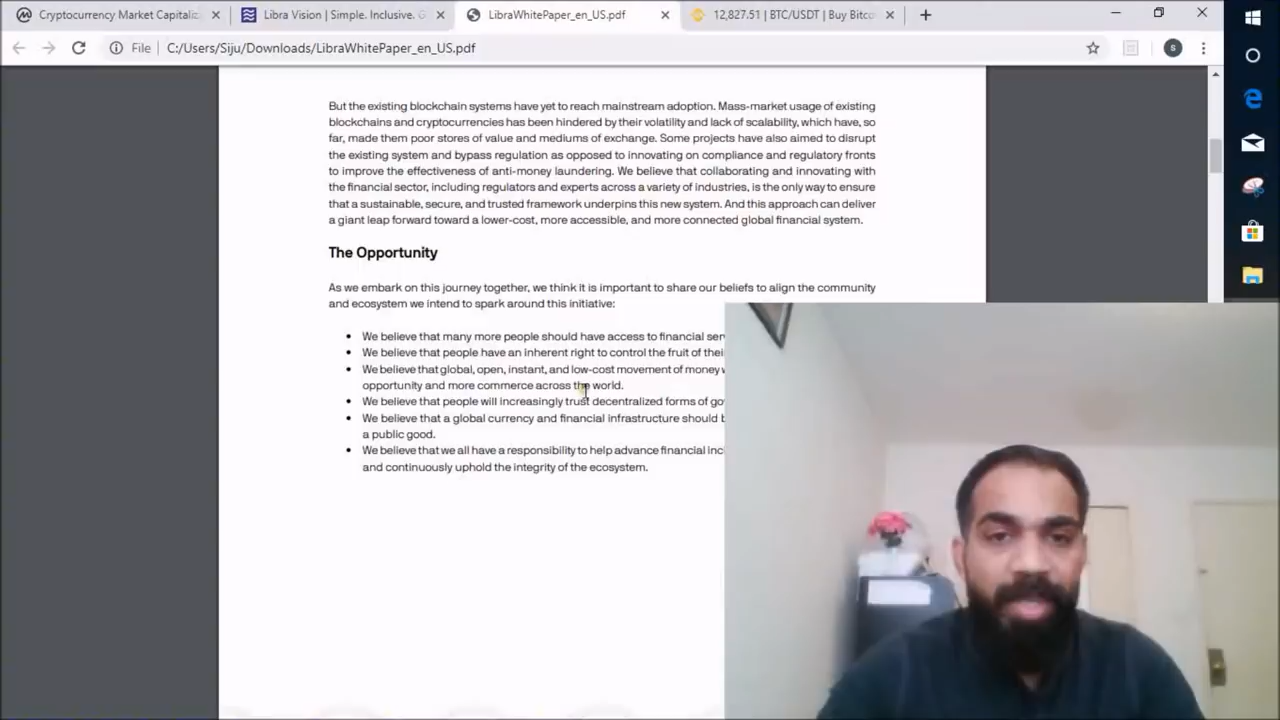 Cryptocurrency Market Capitaliz
Libra Vision | Simple. Inclusive. G
LibraWhitePaper_en_US.pdf
12,827.51 | BTC/USDT | Buy Bitco
File
C:/Users/Siju/Downloads/LibraWhitePaper_en_US.pdf
S
But the existing blockchain systems have yet to reach mainstream adoption. Mass-market usage of existing
blockchains and cryptocurrencies has been hindered by their volatility and lack of scalability, which have, so
far, made them poor stores of value and mediums of exchange. Some projects have also aimed to disrupt
the existing system and bypass regulation as opposed to innovating on compliance and regulatory fronts
to improve the effectiveness of anti-money laundering. We believe that collaborating and innovating with
the financial sector, including regulators and experts across a variety of industries, is the only way to ensure
that a sustainable, secure, and trusted framework underpins this new system. And this approach can deliver
a giant leap forward toward a lower-cost, more accessible, and more connected global financial system.
The Opportunity
As we embark on this journey together, we think it is important to share our beliefs to align the community
and ecosystem we intend to spark around this initiative:
• We believe that many more people should have access to financial ser
• We believe that people have an inherent right to control the fruit of thei
• We believe that global, open, instant, and low-cost movement of money
opportunity and more commerce across the world.
• We believe that people will increasingly trust decentralized forms of go
• We believe that a global currency and financial infrastructure should b
a public good.
• We believe that we all have a responsibility to help advance financial inc
and continuously uphold the integrity of the ecosystem.